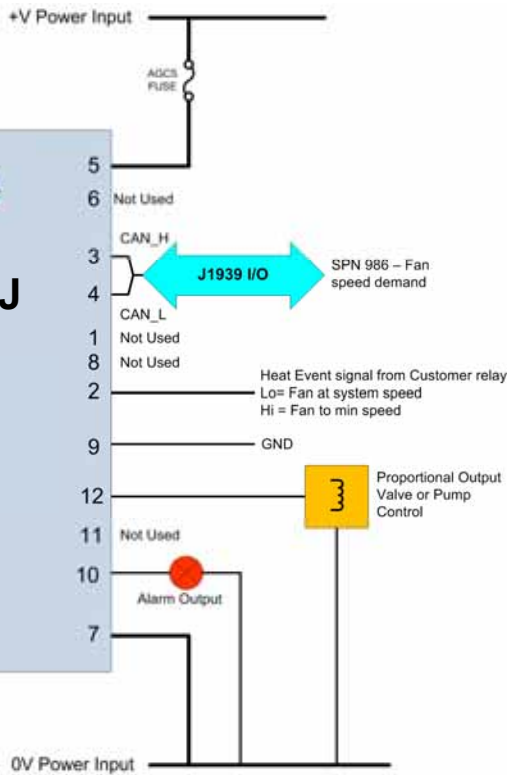 +V Power Input
AGCS
FUSE
5
6 Not Used
CAN_H
3
J1939 I/O
SPN 986 – Fan
speed demand
J
4
CAN_L
1 Not Used
8 Not Used
2
Heat Event signal from Customer relay
Lo= Fan at system speed
Hi = Fan to min speed
9
GND
12
Proportional Output
Valve or Pump
Control
11 Not Used
10
Alarm Output
7
0V Power Input